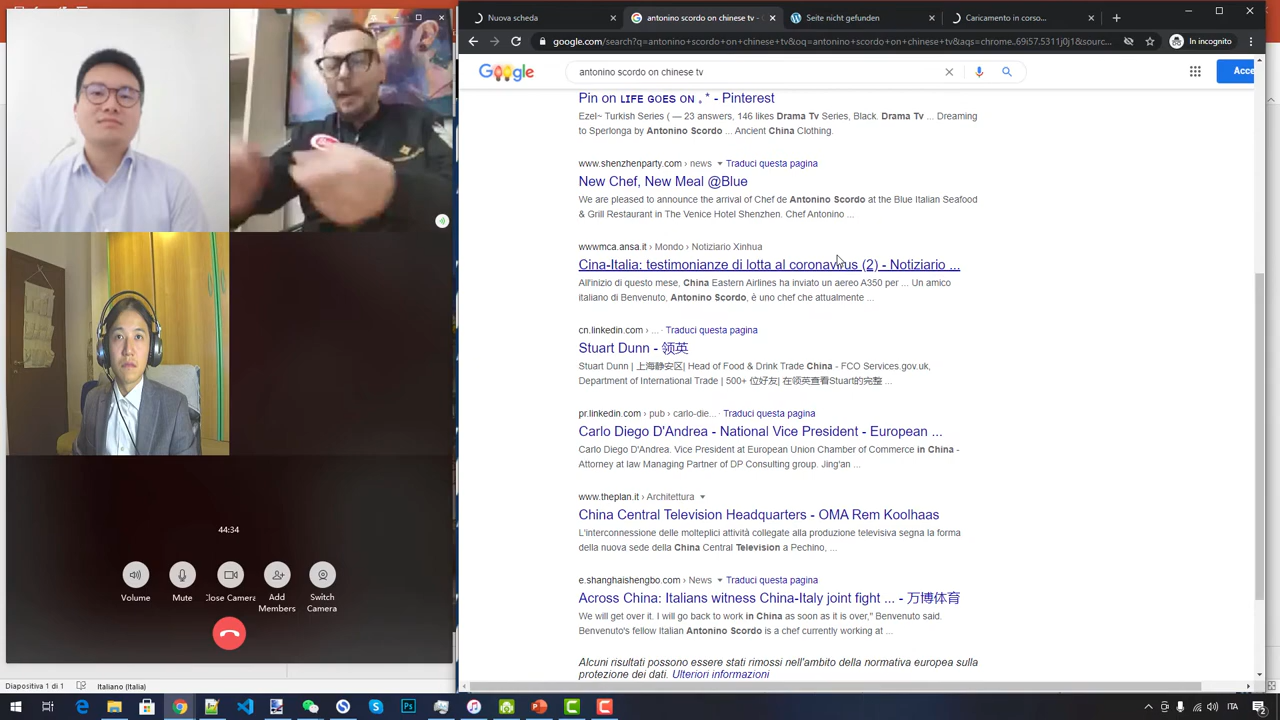 Nuova scheda
antonino scordo on chinese tv -
Seite nicht gefunden
Caricamento in corso...
google.com/search?q=antonino+scordo+on+chinese+tv&oq=antonino+scordo+on+chinese+tv&aqs=chrome..69i57.5311j0j1&sourc...
In incognito
Google
antonino scordo on chinese tv
Acce
Pin on ʟɪꜰᴇ ɢᴏᴇs ᴏɴ 。* - Pinterest
Ezel~ Turkish Series ( — 23 answers, 146 likes Drama Tv Series, Black. Drama Tv ... Dreaming
to Sperlonga by Antonino Scordo ... Ancient China Clothing.
www.shenzhenparty.com › news ▾ Traduci questa pagina
New Chef, New Meal @Blue
We are pleased to announce the arrival of Chef de Antonino Scordo at the Blue Italian Seafood
& Grill Restaurant in The Venice Hotel Shenzhen. Chef Antonino ...
wwwmca.ansa.it › Mondo › Notiziario Xinhua
Cina-Italia: testimonianze di lotta al coronavirus (2) - Notiziario ...
All'inizio di questo mese, China Eastern Airlines ha inviato un aereo A350 per ... Un amico
italiano di Benvenuto, Antonino Scordo, è uno chef che attualmente ...
cn.linkedin.com › ... · Traduci questa pagina
Stuart Dunn - 领英
Stuart Dunn | 上海静安区| Head of Food & Drink Trade China - FCO Services.gov.uk,
Department of International Trade | 500+ 位好友| 在领英查看Stuart的完整 ...
pr.linkedin.com › pub › carlo-die... · Traduci questa pagina
Carlo Diego D'Andrea - National Vice President - European ...
Carlo Diego D'Andrea. Vice President at European Union Chamber of Commerce in China -
Attorney at law Managing Partner of DP Consulting group. Jing'an ...
www.theplan.it › Architettura ▾
China Central Television Headquarters - OMA Rem Koolhaas
L'interconnessione delle molteplici attività collegate alla produzione televisiva segna la forma
della nuova sede della China Central Television a Pechino, ...
e.shanghaishengbo.com › News ▾ Traduci questa pagina
Across China: Italians witness China-Italy joint fight ... - 万博体育
We will get over it. I will go back to work in China as soon as it is over," Benvenuto said.
Benvenuto's fellow Italian Antonino Scordo is a chef currently working at ...
Alcuni risultati possono essere stati rimossi nell'ambito della normativa europea sulla
protezione dei dati. Ulteriori informazioni
44:34
Volume
Mute
Close Camera
Add
Members
Switch
Camera
Diapositiva 1 di 1
Italiano (Italia)
ITA